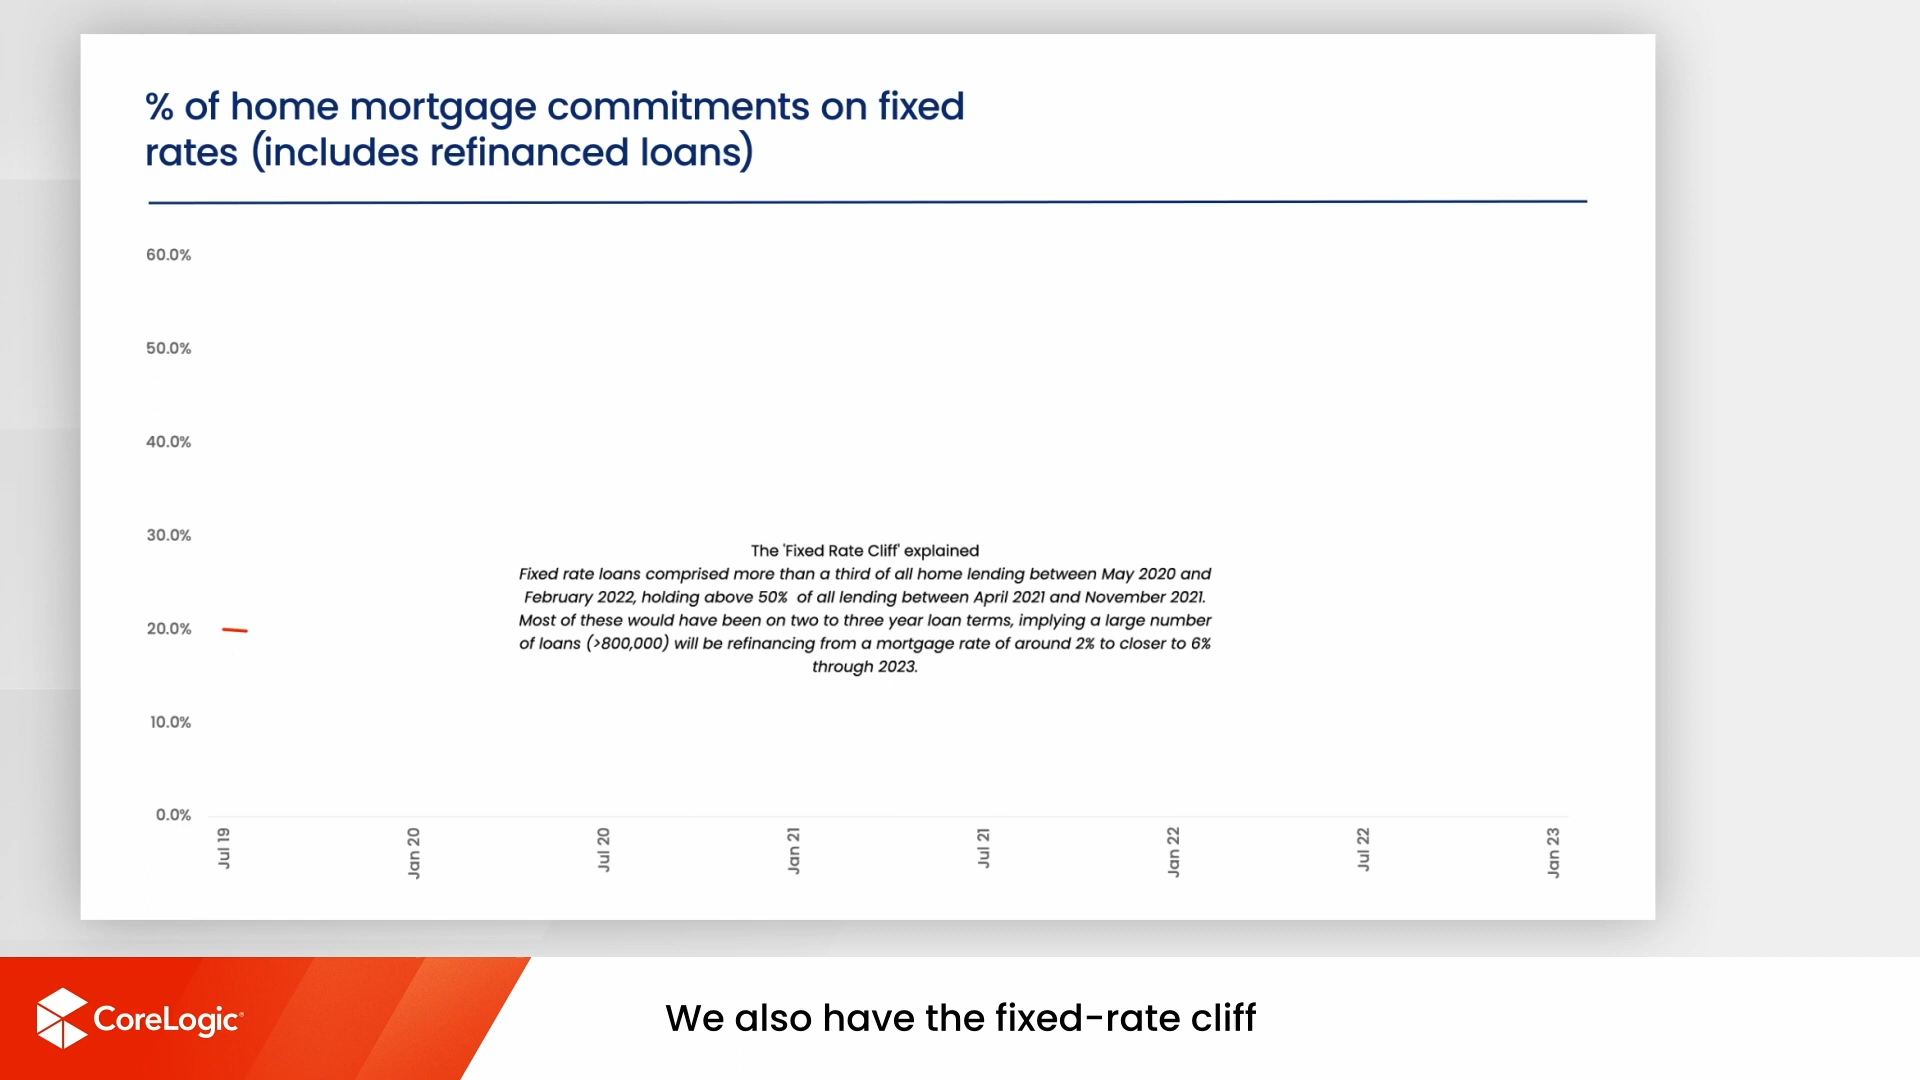 % of home mortgage commitments on fixed
rates (includes refinanced loans)
60.0%
50.0%
40.0%
30.0%
20.0%
10.0%
0.0%
The 'Fixed Rate Cliff' explained
Fixed rate loans comprised more than a third of all home lending between May 2020 and
February 2022, holding above 50% of all lending between April 2021 and November 2021.
Most of these would have been on two to three year loan terms, implying a large number
of loans (>800,000) will be refinancing from a mortgage rate of around 2% to closer to 6%
through 2023.
Jul 19
Jan 20
Jul 20
Jan 21
Jul 21
Jan 22
Jul 22
Jan 23
CoreLogic®
We also have the fixed-rate cliff